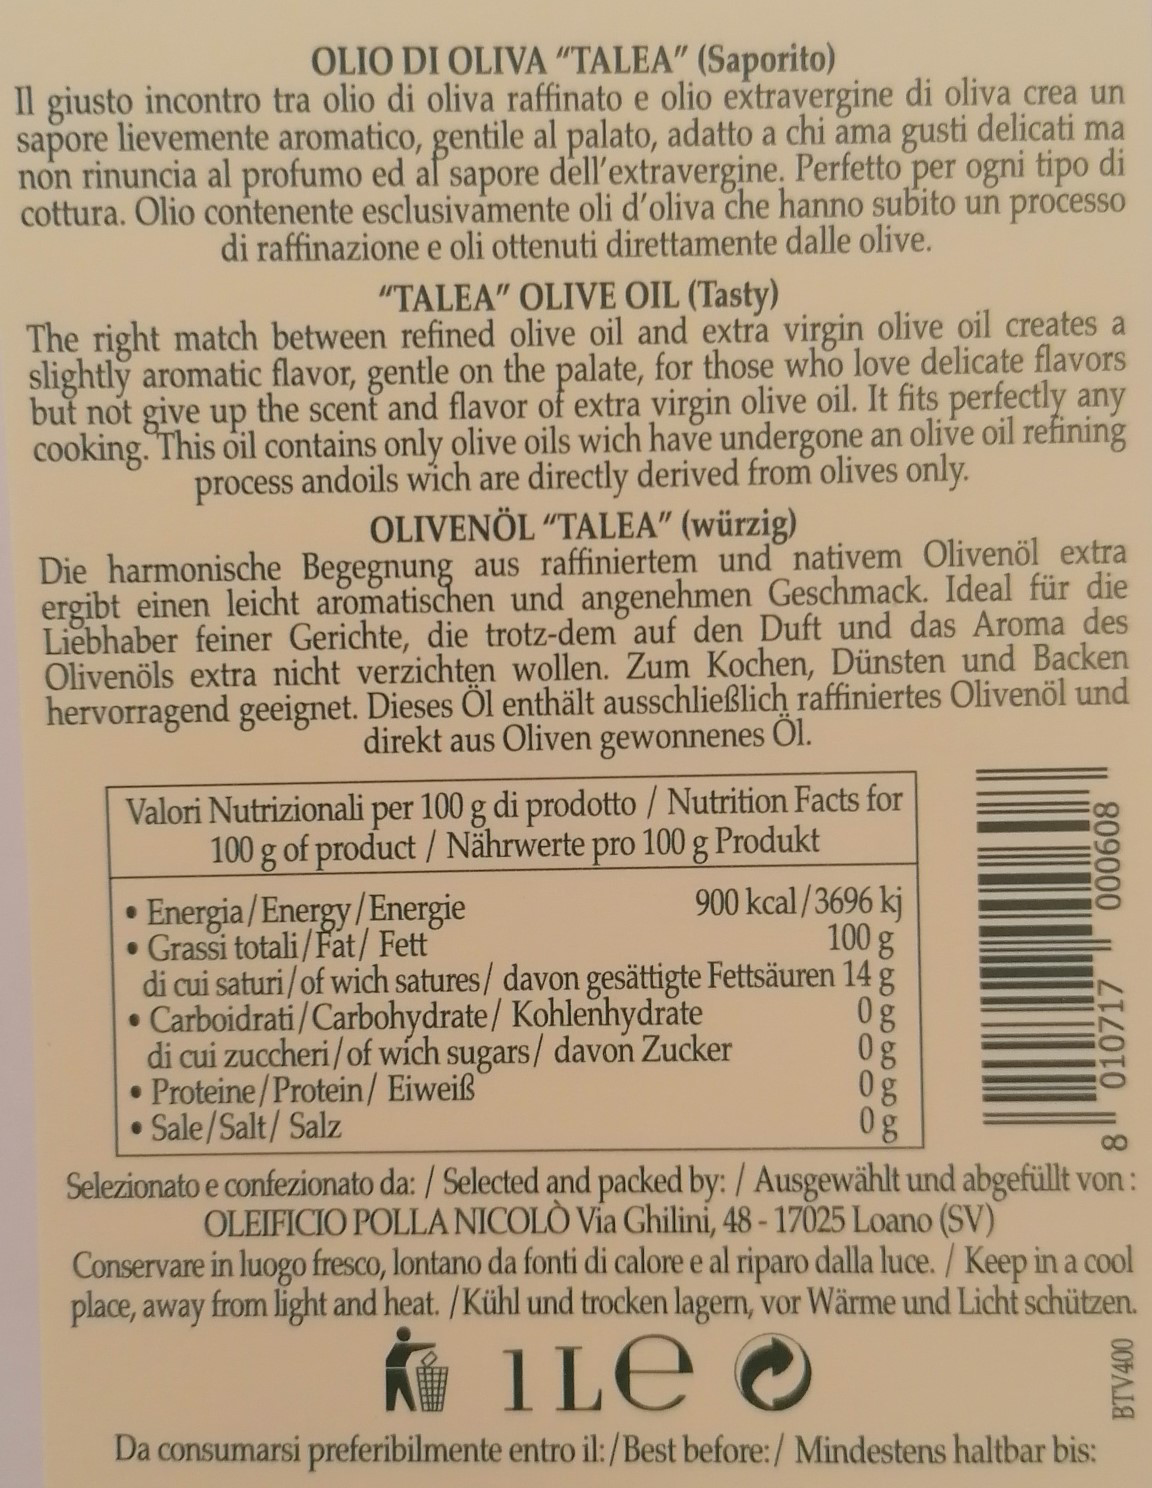 OLIO DI OLIVA “TALEA” (Saporito)
Il giusto incontro tra olio di oliva raffinato e olio extravergine di oliva crea un
sapore lievemente aromatico, gentile al palato, adatto a chi ama gusti delicati ma
non rinuncia al profumo ed al sapore dell'extravergine. Perfetto per ogni tipo di
cottura. Olio contenente esclusivamente oli d'oliva che hanno subito un processo
di raffinazione e oli ottenuti direttamente dalle olive.
“TALEA” OLIVE OIL (Tasty)
The right match between refined olive oil and extra virgin olive oil creates a
slightly aromatic flavor, gentle on the palate, for those who love delicate flavors
but not give up the scent and flavor of extra virgin olive oil. It fits perfectly any
cooking. This oil contains only olive oils wich have undergone an olive oil refining
process andoils wich are directly derived from olives only.
OLIVENÖL “TALEA” (würzig)
Die harmonische Begegnung aus raffiniertem und nativem Olivenöl extra
ergibt einen leicht aromatischen und angenehmen Geschmack. Ideal für die
Liebhaber feiner Gerichte, die trotz-dem auf den Duft und das Aroma des
Olivenöls extra nicht verzichten wollen. Zum Kochen, Dünsten und Backen
hervorragend geeignet. Dieses Öl enthält ausschließlich raffiniertes Olivenöl und
direkt aus Oliven gewonnenes Öl.
Valori Nutrizionali per 100 g di prodotto / Nutrition Facts for
100 g of product / Nährwerte pro 100 g Produkt
• Energia/Energy/Energie 900 kcal/3696 kj
• Grassi totali/Fat/ Fett 100 g
di cui saturi/of wich satures/ davon gesättigte Fettsäuren 14 g
• Carboidrati/Carbohydrate/ Kohlenhydrate 0 g
di cui zuccheri/of wich sugars/ davon Zucker 0 g
• Proteine/Protein/ Eiweiß 0 g
• Sale/Salt/ Salz 0 g
8 010717 000608
Selezionato e confezionato da: / Selected and packed by: / Ausgewählt und abgefüllt von :
OLEIFICIO POLLA NICOLÒ Via Ghilini, 48 - 17025 Loano (SV)
Conservare in luogo fresco, lontano da fonti di calore e al riparo dalla luce. / Keep in a cool
place, away from light and heat. /Kühl und trocken lagern, vor Wärme und Licht schützen.
1 L e
BTV400
Da consumarsi preferibilmente entro il:/Best before:/ Mindestens haltbar bis: